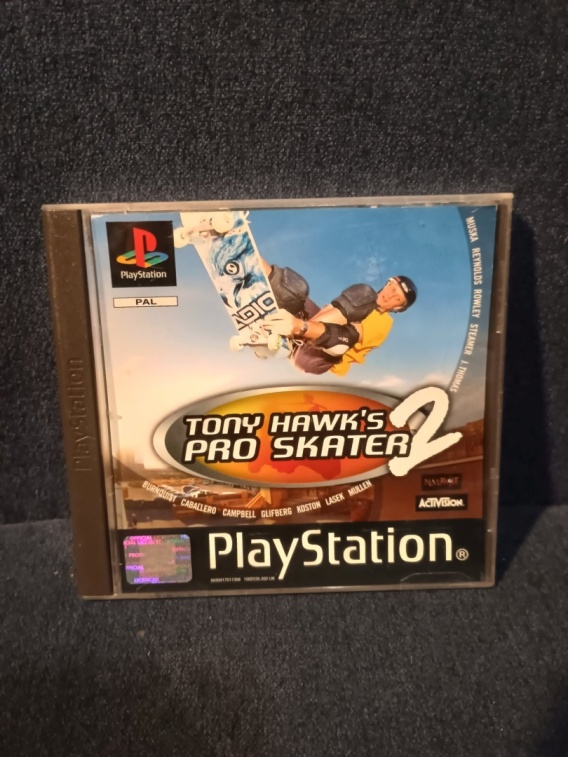 PlayStation
PAL
PlayStation
MUSKA REYNOLDS ROWLEY STEAMER J. THOMAS
TONY HAWK'S
PRO SKATER 2
BURNQUIST CABALLERO CAMPBELL GLIFBERG KOSTON LASEK MULLEN
ACTIVISION
PlayStation®